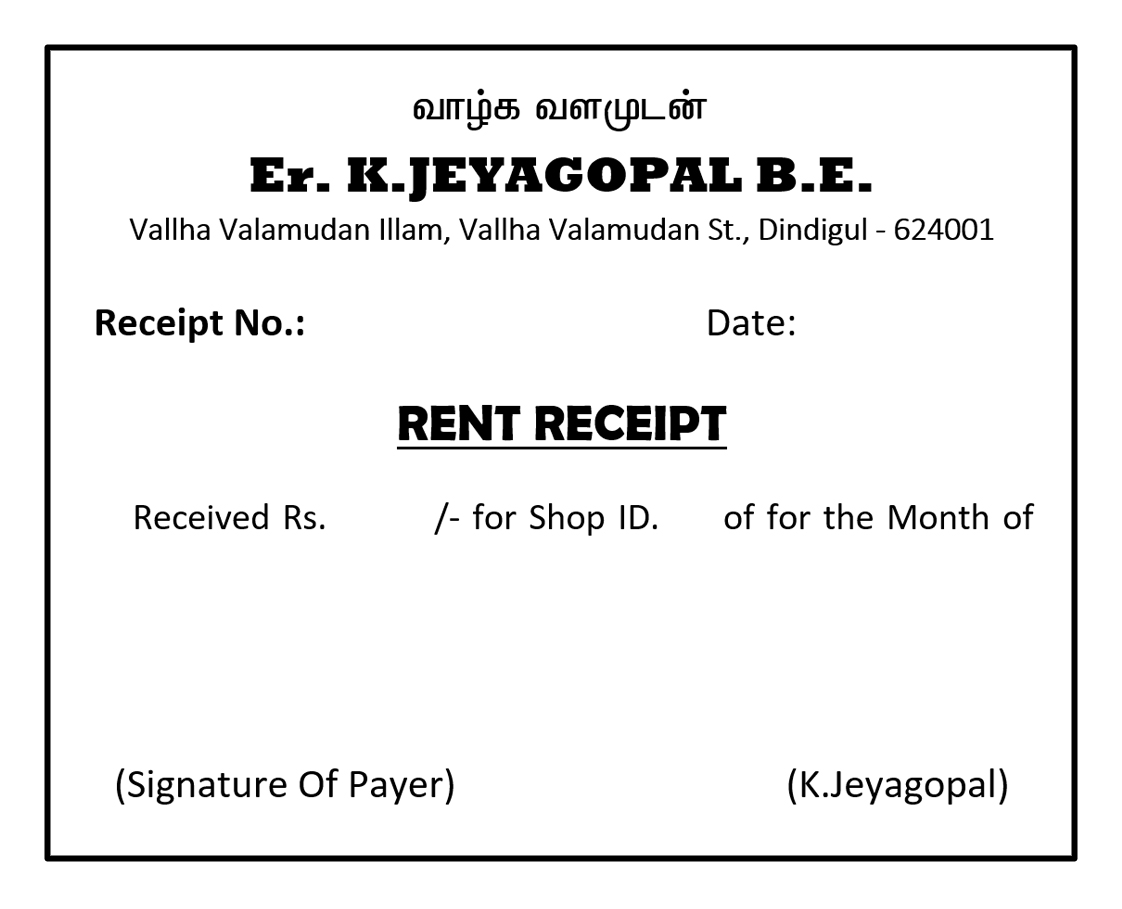 வாழ்க வளமுடன்
Er. K.JEYAGOPAL B.E.
Vallha Valamudan Illam, Vallha Valamudan St., Dindigul - 624001
Receipt No.: Date:
RENT RECEIPT
Received Rs. /- for Shop ID. of for the Month of
(Signature Of Payer) (K.Jeyagopal)